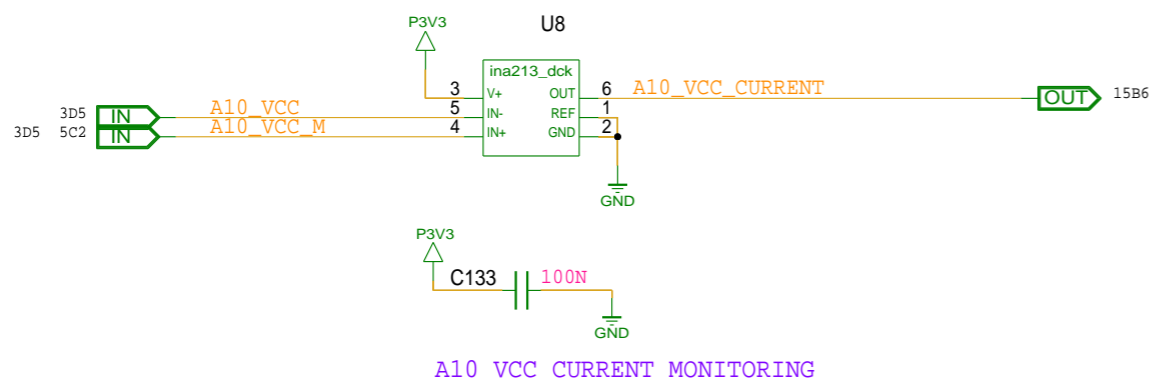 P3V3
U8
ina213_dck
3 V+ OUT 6 A10_VCC_CURRENT OUT 15B6
3D5 IN A10_VCC 5 IN- REF 1
3D5 5C2 IN A10_VCC_M 4 IN+ GND 2
GND
P3V3
C133 100N
GND
A10 VCC CURRENT MONITORING